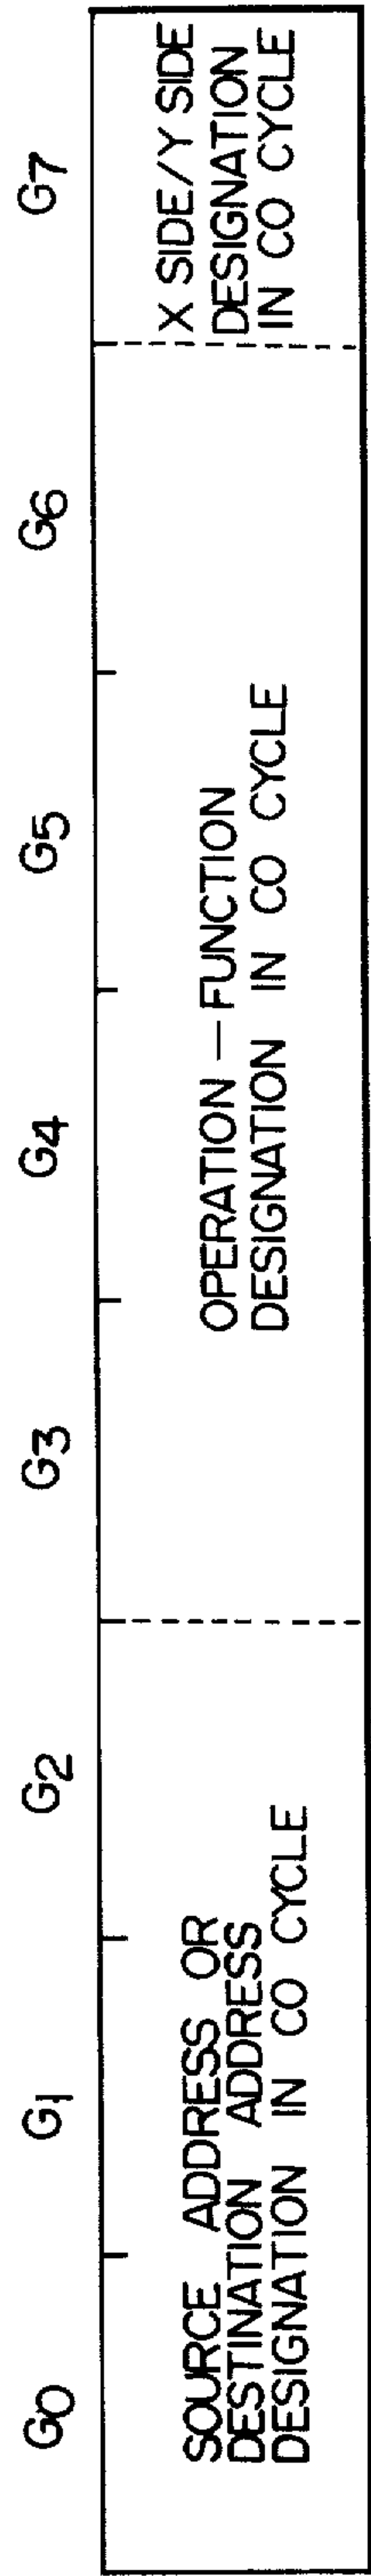 G0 G1 G2 G3 G4 G5 G6 G7
SOURCE ADDRESS OR
DESTINATION ADDRESS
DESIGNATION IN CO CYCLE
OPERATION — FUNCTION
DESIGNATION IN CO CYCLE
X SIDE/Y SIDE
DESIGNATION
IN CO CYCLE